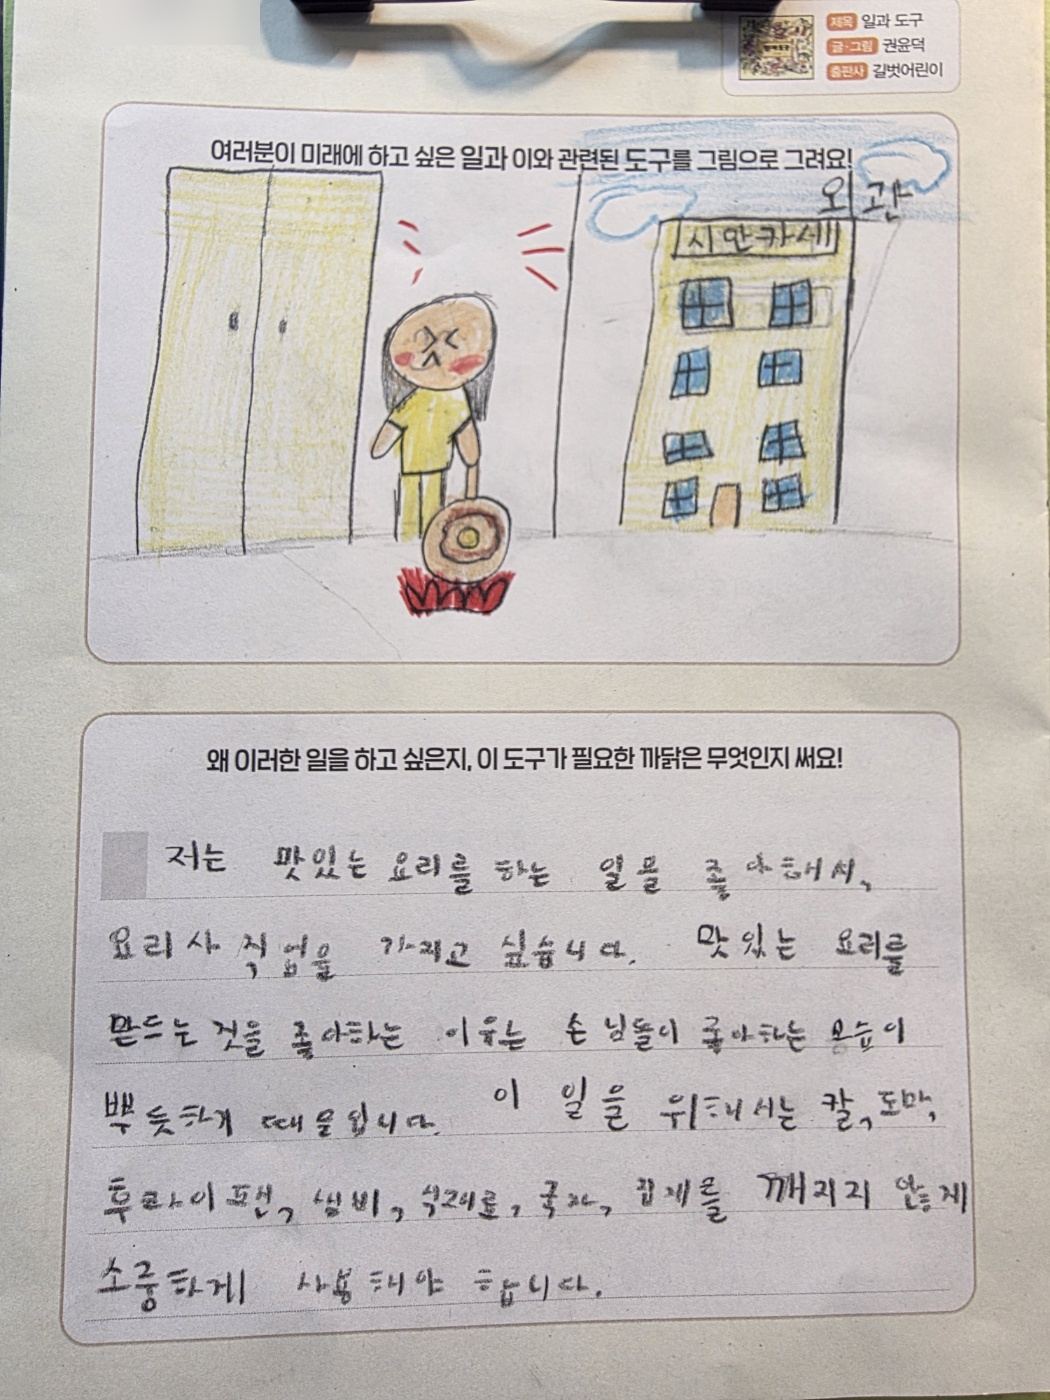 제목 일과 도구
글·그림 권윤덕
출판사 길벗어린이
여러분이 미래에 하고 싶은 일과 이와 관련된 도구를 그림으로 그려요!
외관
시안카세
왜 이러한 일을 하고 싶은지, 이 도구가 필요한 까닭은 무엇인지 써요!
저는 맛있는 요리를 하는 일을 좋아해서,
요리사 직업을 가지고 싶습니다. 맛있는 요리를
만드는 것을 좋아하는 이유는 손님들이 좋아하는 모습이
뿌듯하게 때음입니다. 이 일을 위해서는 칼, 도마,
후라이팬, 냄비, 식재료, 국자, 집게를 깨지지 않게
소중하게 사용해야 합니다.